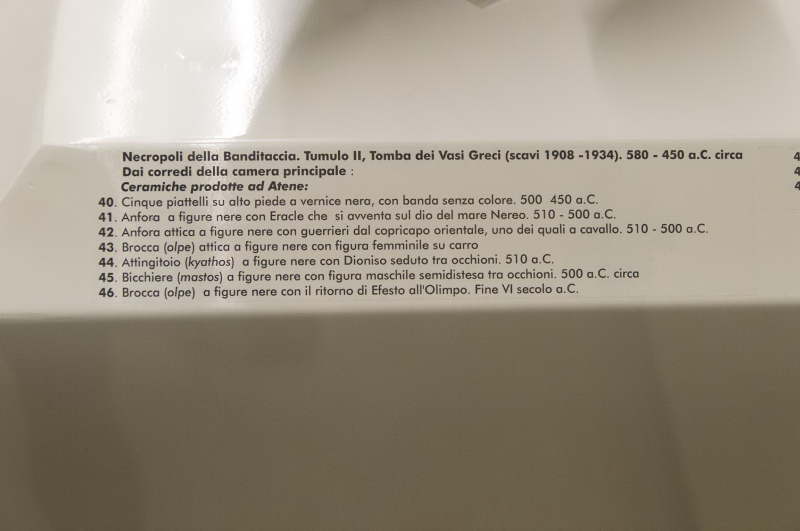 Necropoli della Banditaccia. Tumulo II, Tomba dei Vasi Greci (scavi 1908 -1934). 580 - 450 a.C. circa
Dai corredi della camera principale :
Ceramiche prodotte ad Atene:
40. Cinque piattelli su alto piede a vernice nera, con banda senza colore. 500 450 a.C.
41. Anfora a figure nere con Eracle che si avventa sul dio del mare Nereo. 510 - 500 a.C.
42. Anfora attica a figure nere con guerrieri dal copricapo orientale, uno dei quali a cavallo. 510 - 500 a.C.
43. Brocca (olpe) attica a figure nere con figura femminile su carro
44. Attingitoio (kyathos) a figure nere con Dioniso seduto tra occhioni. 510 a.C.
45. Bicchiere (mastos) a figure nere con figura maschile semidistesa tra occhioni. 500 a.C. circa
46. Brocca (olpe) a figure nere con il ritorno di Efesto all'Olimpo. Fine VI secolo a.C.